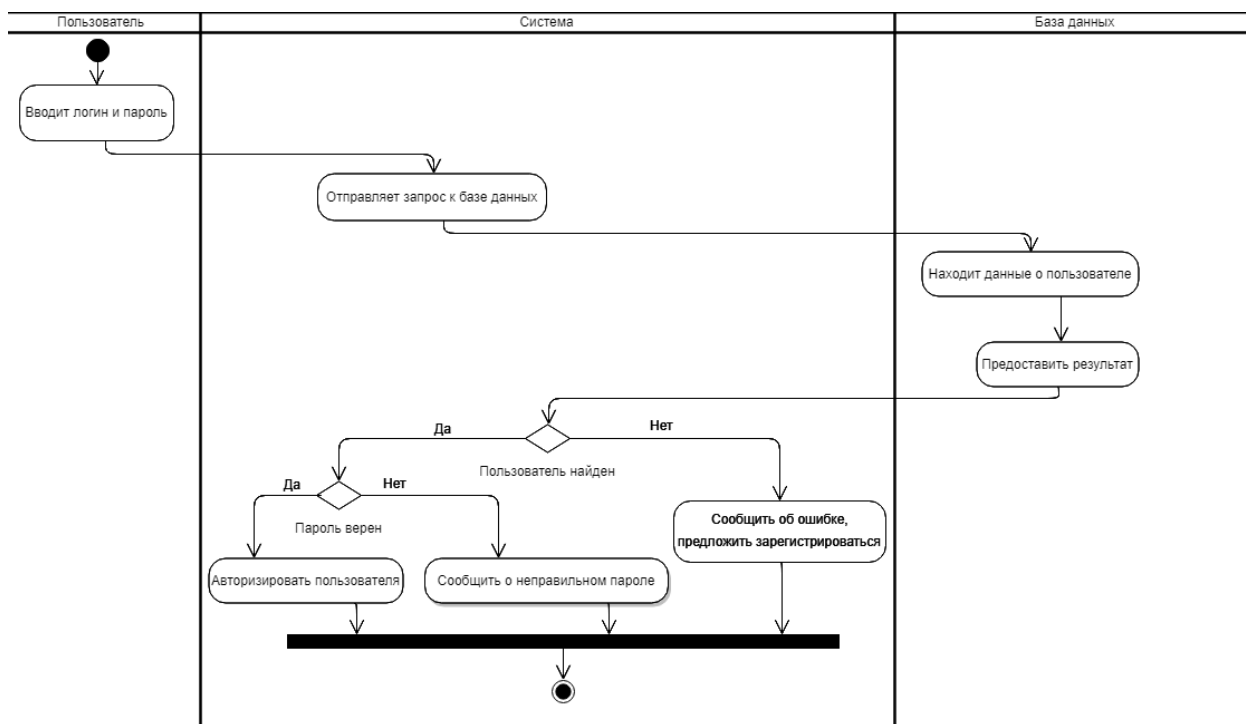 Пользователь
Система
База данных
Вводит логин и пароль
Отправляет запрос к базе данных
Находит данные о пользователе
Предоставить результат
Да
Нет
Пользователь найден
Да
Нет
Пароль верен
Сообщить об ошибке,
предложить зарегистрироваться
Авторизировать пользователя
Сообщить о неправильном пароле